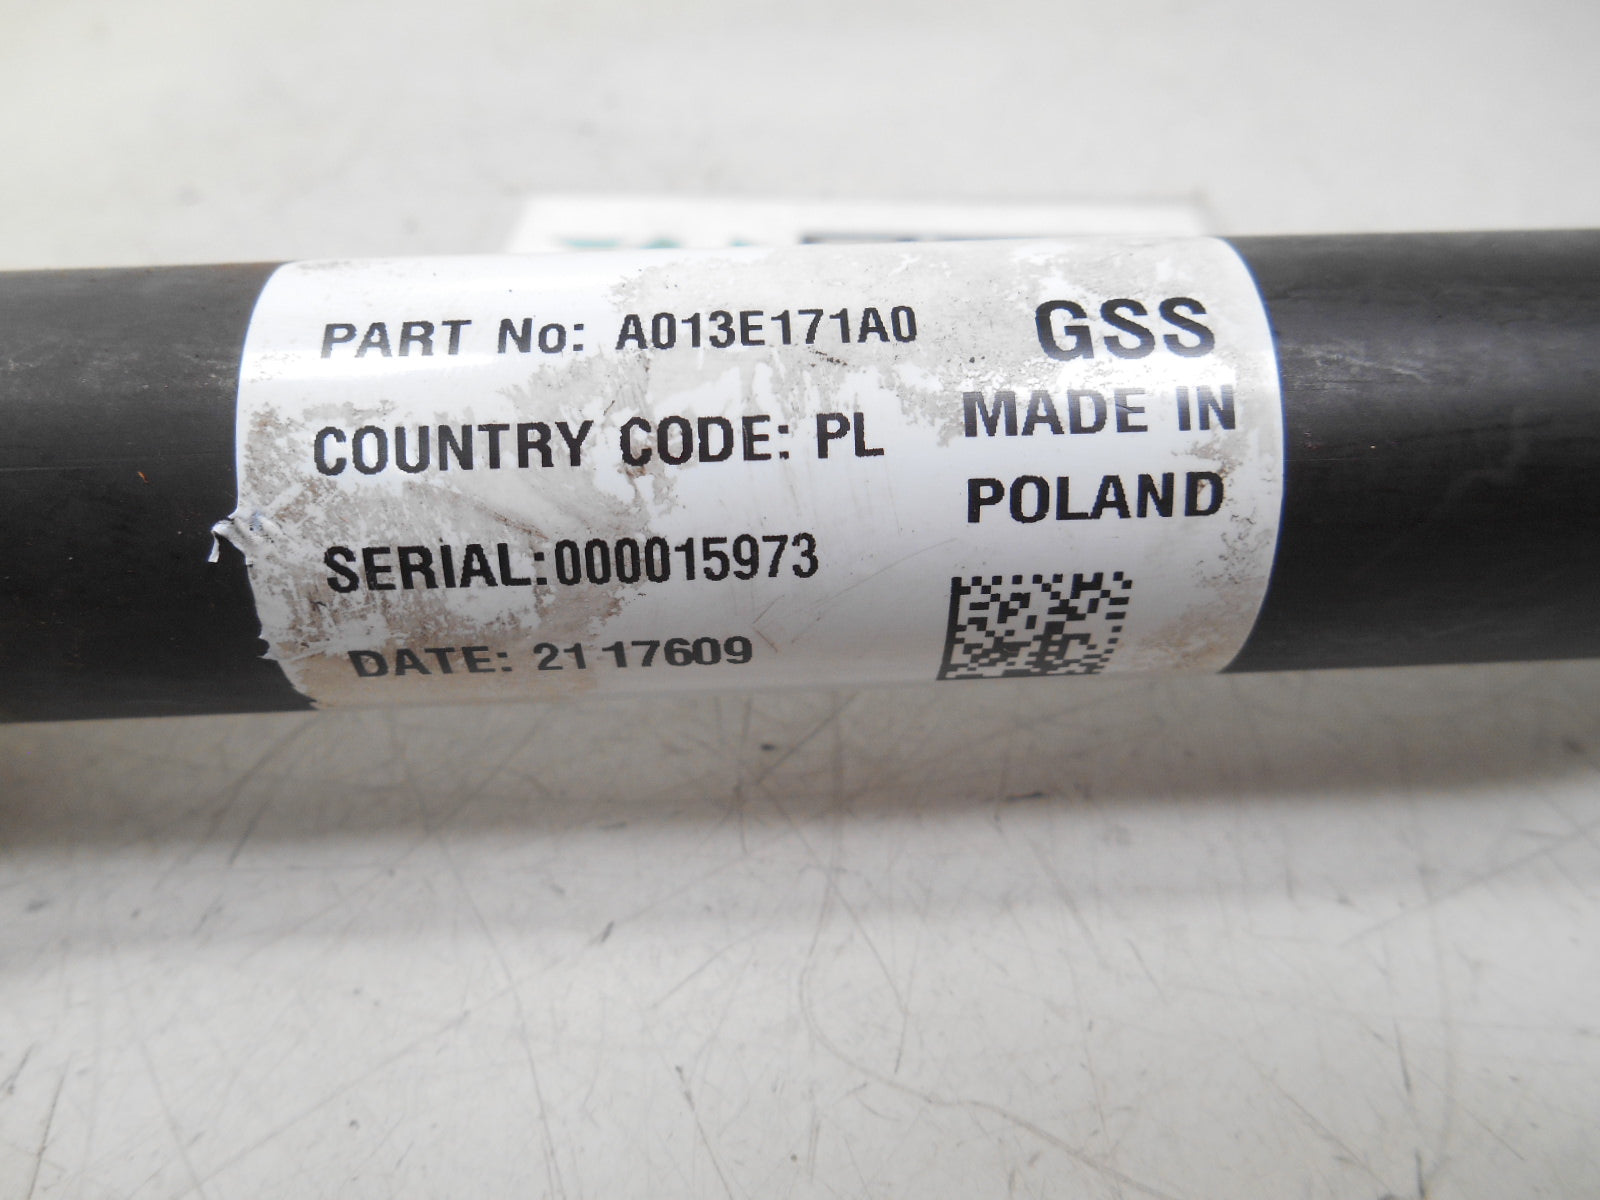 PART No: A013E171A0
GSS
COUNTRY CODE: PL
MADE IN
POLAND
SERIAL:000015973
DATE: 21 17609